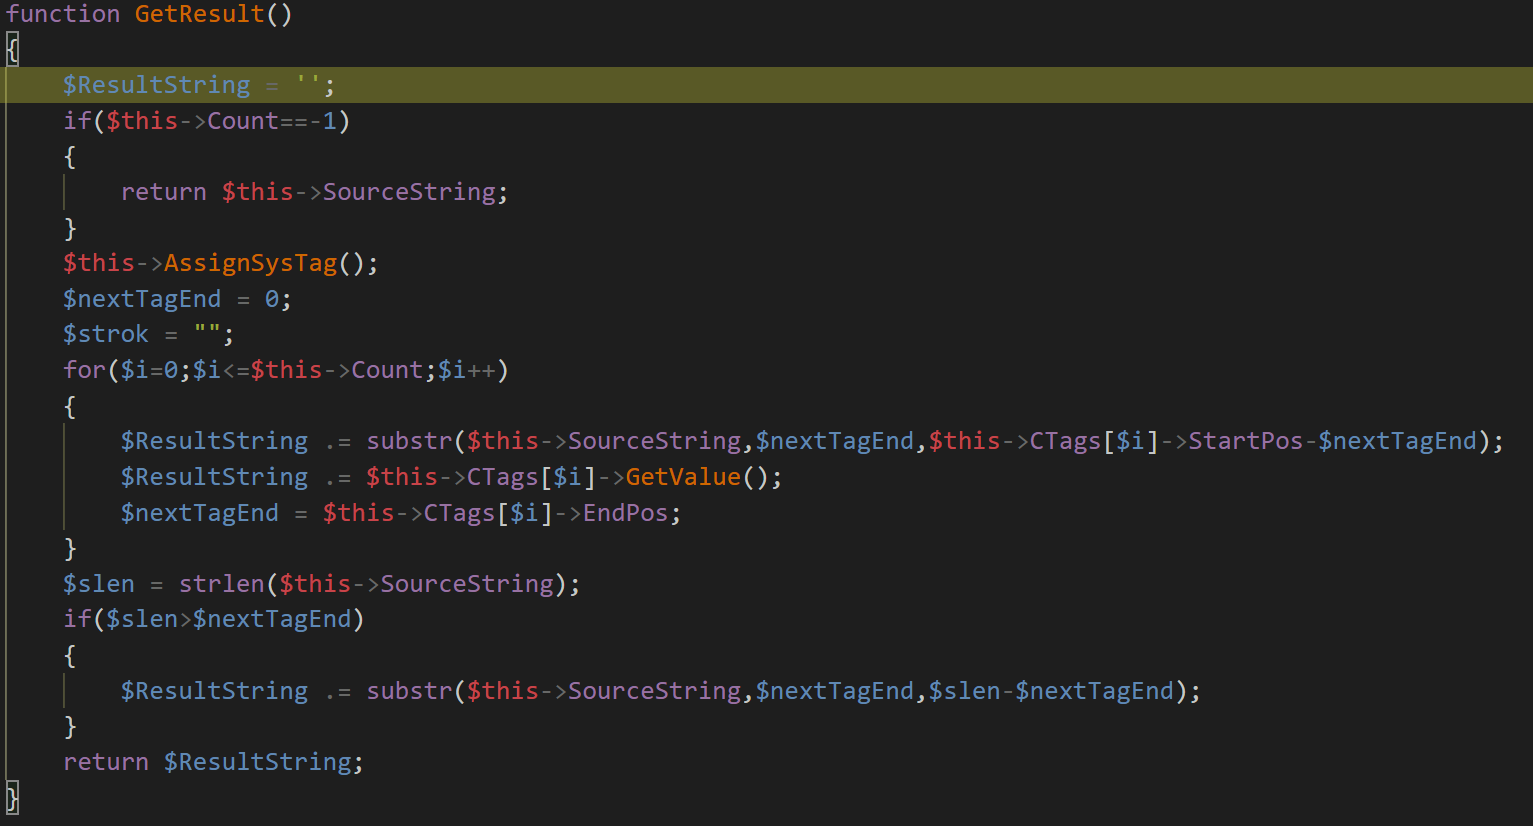 function GetResult()
{
    $ResultString = '';
    if($this->Count==-1)
    {
        return $this->SourceString;
    }
    $this->AssignSysTag();
    $nextTagEnd = 0;
    $strok = "";
    for($i=0;$i<=$this->Count;$i++)
    {
        $ResultString .= substr($this->SourceString,$nextTagEnd,$this->CTags[$i]->StartPos-$nextTagEnd);
        $ResultString .= $this->CTags[$i]->GetValue();
        $nextTagEnd = $this->CTags[$i]->EndPos;
    }
    $slen = strlen($this->SourceString);
    if($slen>$nextTagEnd)
    {
        $ResultString .= substr($this->SourceString,$nextTagEnd,$slen-$nextTagEnd);
    }
    return $ResultString;
}